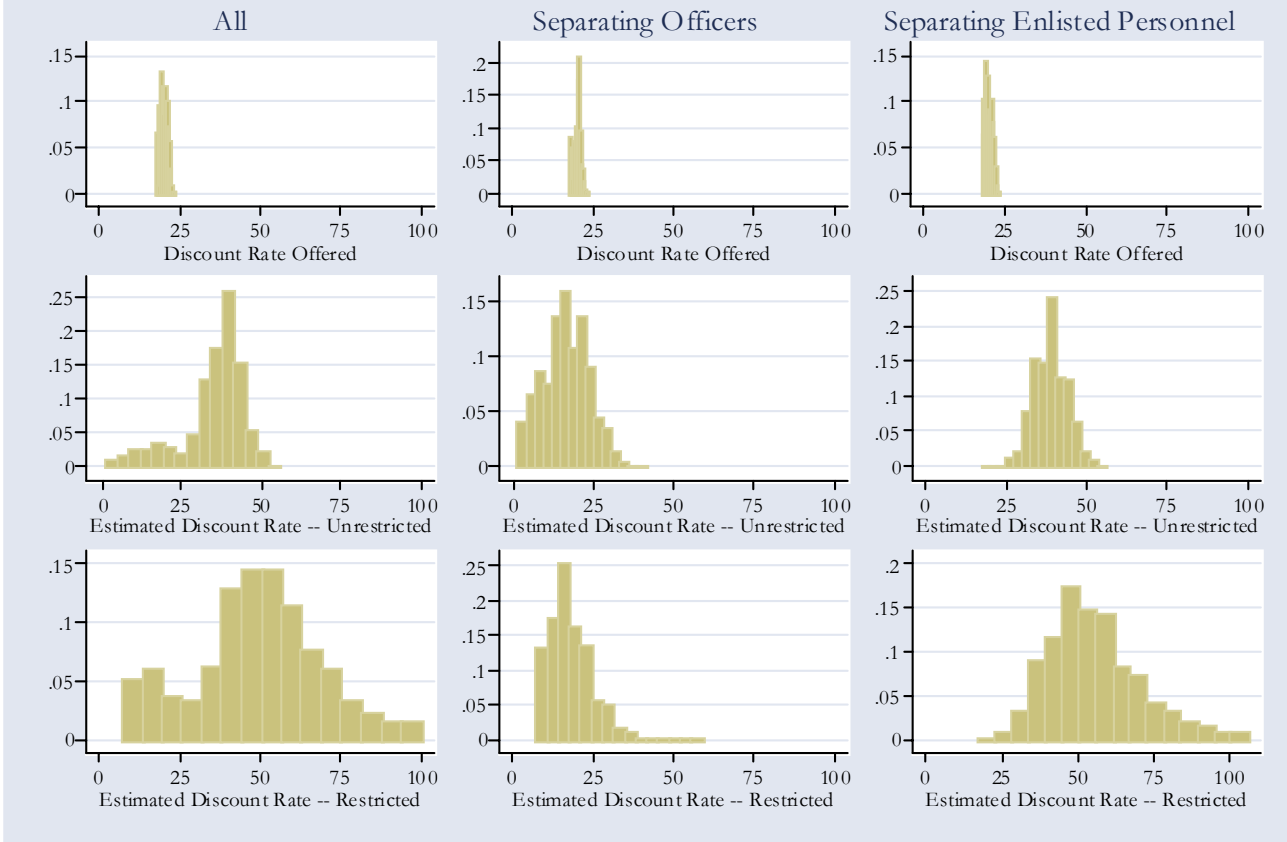 All Separating Officers Separating Enlisted Personnel
.15
.1
.05
0
0 25 50 75 100
Discount Rate Offered
.2
.15
.1
.05
0
0 25 50 75 100
Discount Rate Offered
.15
.1
.05
0
0 25 50 75 100
Discount Rate Offered
.25
.2
.15
.1
.05
0
0 25 50 75 100
Estimated Discount Rate -- Unrestricted
.15
.1
.05
0
0 25 50 75 100
Estimated Discount Rate -- Unrestricted
.25
.2
.15
.1
.05
0
0 25 50 75 100
Estimated Discount Rate -- Unrestricted
.15
.1
.05
0
0 25 50 75 100
Estimated Discount Rate -- Restricted
.25
.2
.15
.1
.05
0
0 25 50 75 100
Estimated Discount Rate -- Restricted
.2
.15
.1
.05
0
0 25 50 75 100
Estimated Discount Rate -- Restricted